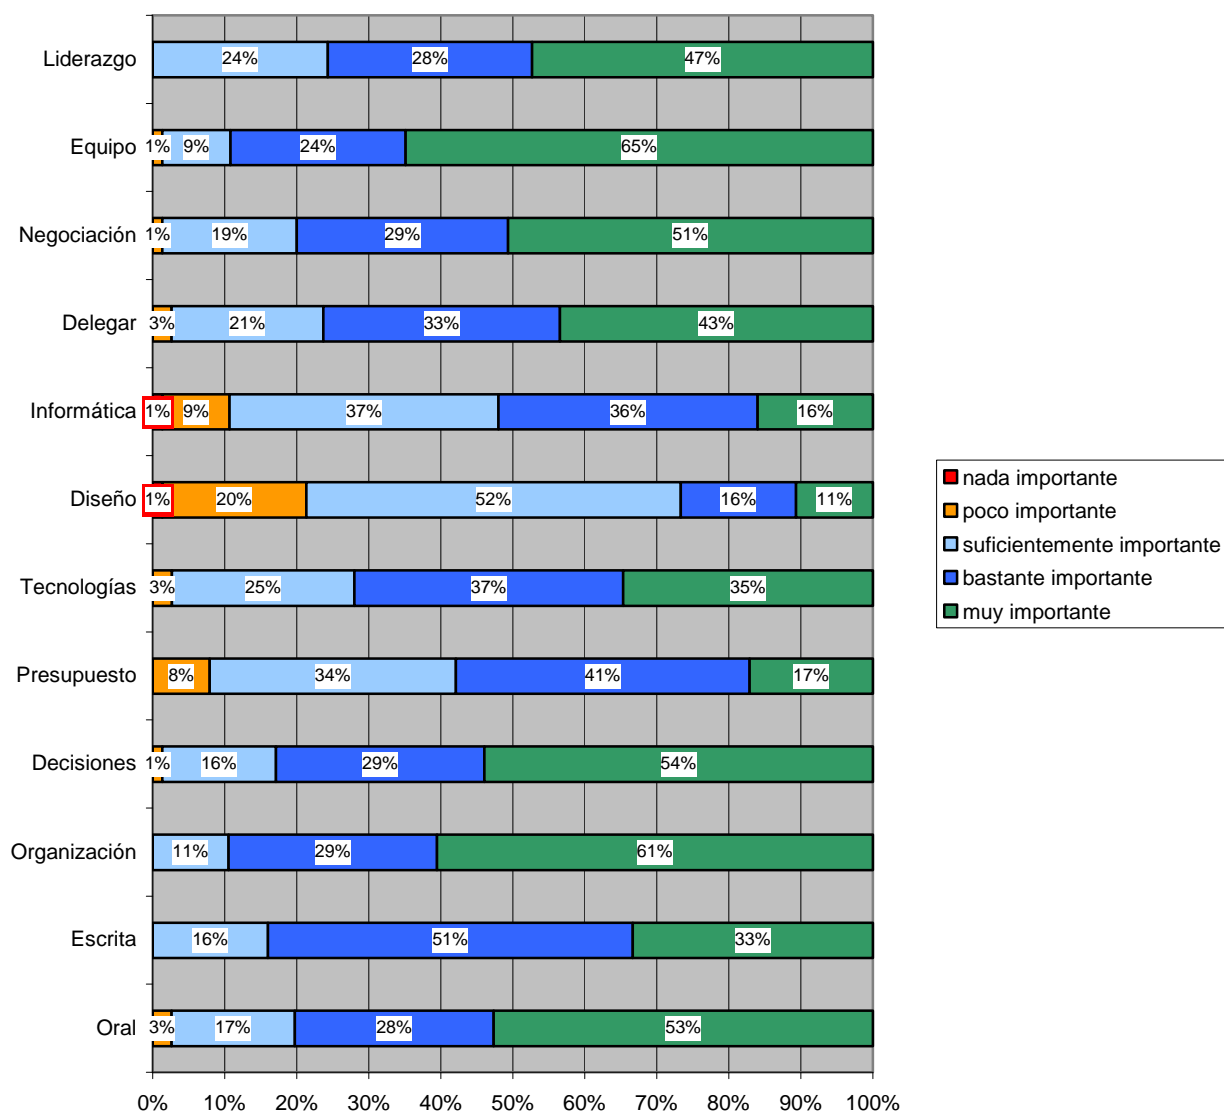 Liderazgo 24% 28% 47%
Equipo 1% 9% 24% 65%
Negociación 1% 19% 29% 51%
Delegar 3% 21% 33% 43%
Informática 1% 9% 37% 36% 16%
Diseño 1% 20% 52% 16% 11%
Tecnologías 3% 25% 37% 35%
Presupuesto 8% 34% 41% 17%
Decisiones 1% 16% 29% 54%
Organización 11% 29% 61%
Escrita 16% 51% 33%
Oral 3% 17% 28% 53%
0% 10% 20% 30% 40% 50% 60% 70% 80% 90% 100%
nada importante
poco importante
suficientemente importante
bastante importante
muy importante